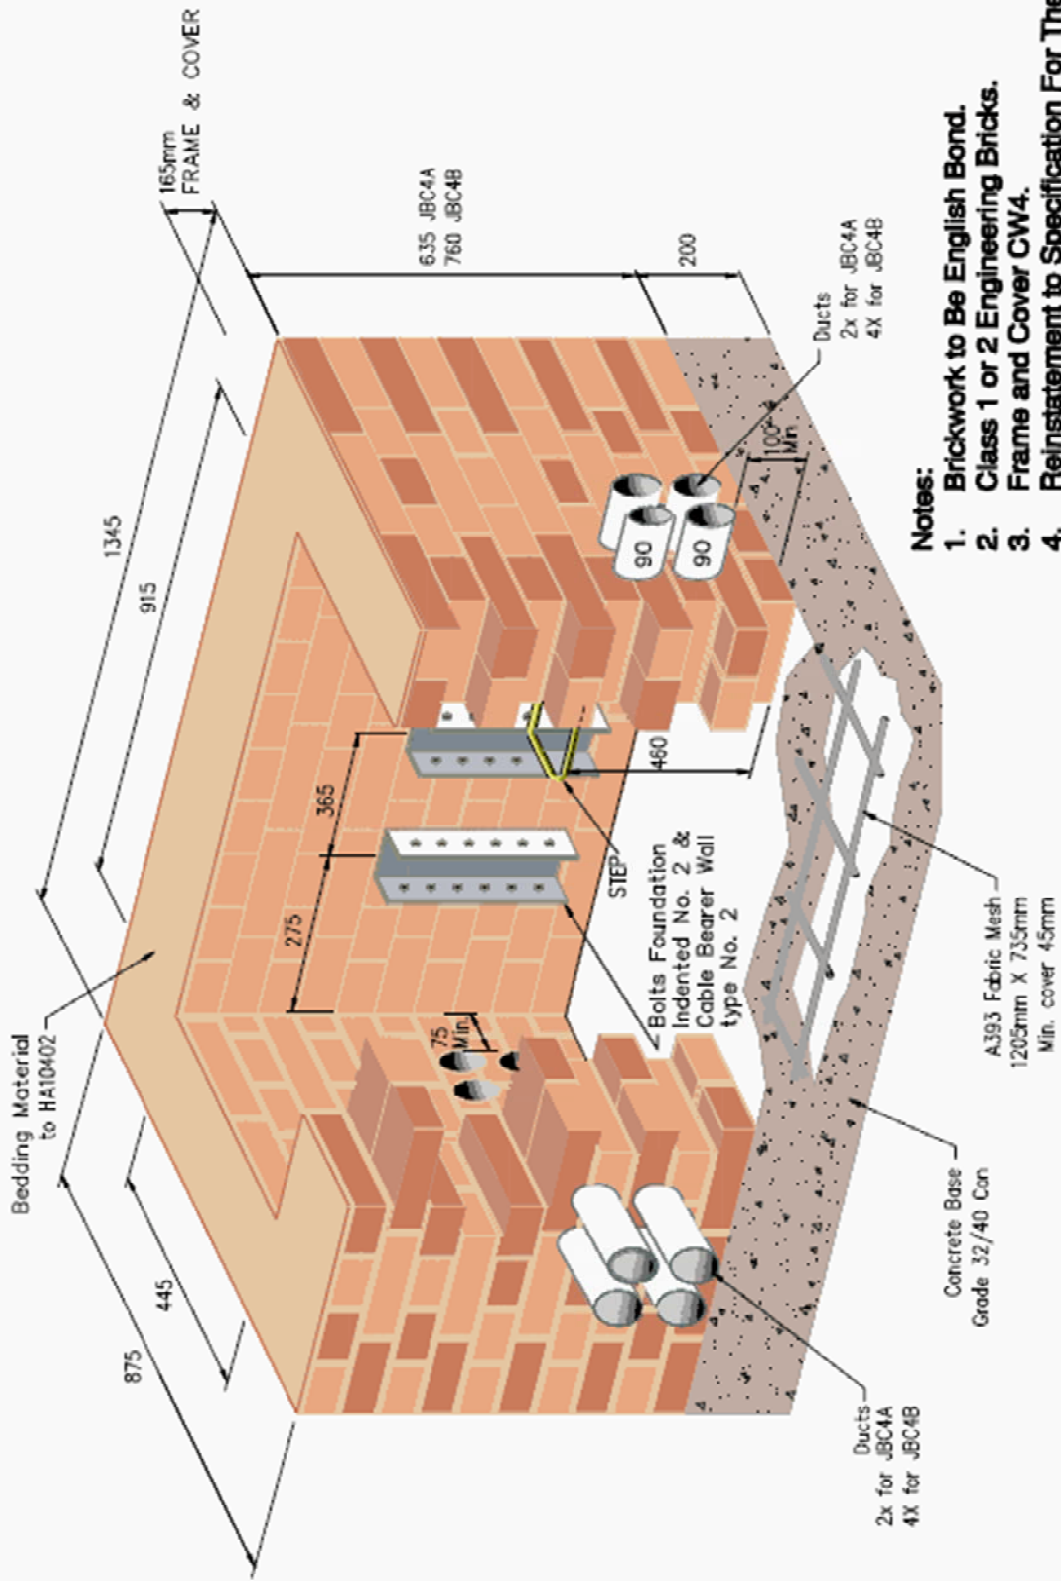 Bedding Material
to HA10402
1345
915
165mm
FRAME & COVER
875
445
275
365
635 JBC4A
760 JBC4B
200
75
Min.
460
STEP
Bolts Foundation
Indented No. 2 &
Cable Bearer Wall
type No. 2
90
90
100
Min
Ducts
2x for JBC4A
4X for JBC4B
Ducts
2x for JBC4A
4X for JBC4B
Concrete Base
Grade 32/40 Con
A393 Fabric Mesh
1205mm X 735mm
Min. cover 45mm
Notes:
1. Brickwork to Be English Bond.
2. Class 1 or 2 Engineering Bricks.
3. Frame and Cover CW4.
4. Reinstatement to Specification For The